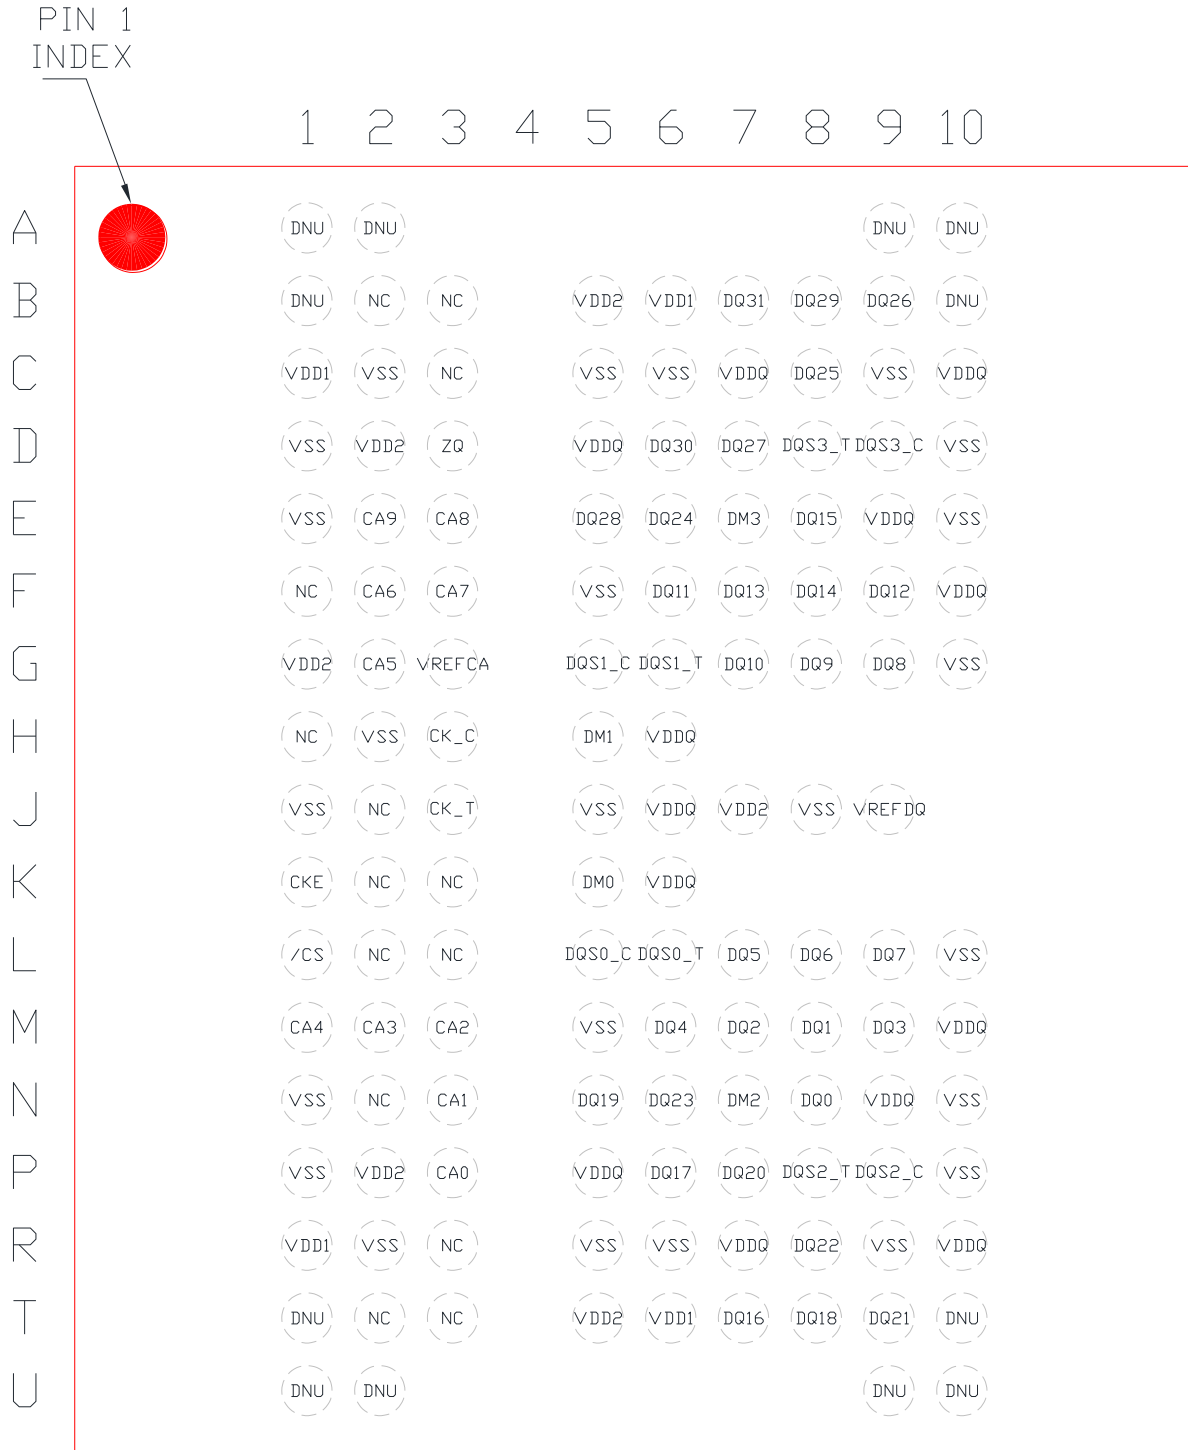 PIN 1
INDEX
1 2 3 4 5 6 7 8 9 10
A DNU DNU DNU DNU
B DNU NC NC VDD2 VDD1 DQ31 DQ29 DQ26 DNU
C VDD1 VSS NC VSS VSS VDDQ DQ25 VSS VDDQ
D VSS VDD2 ZQ VDDQ DQ30 DQ27 DQS3_T DQS3_C VSS
E VSS CA9 CA8 DQ28 DQ24 DM3 DQ15 VDDQ VSS
F NC CA6 CA7 VSS DQ11 DQ13 DQ14 DQ12 VDDQ
G VDD2 CA5 VREFCA DQS1_C DQS1_T DQ10 DQ9 DQ8 VSS
H NC VSS CK_C DM1 VDDQ
J VSS NC CK_T VSS VDDQ VDD2 VSS VREFDQ
K CKE NC NC DM0 VDDQ
L /CS NC NC DQS0_C DQS0_T DQ5 DQ6 DQ7 VSS
M CA4 CA3 CA2 VSS DQ4 DQ2 DQ1 DQ3 VDDQ
N VSS NC CA1 DQ19 DQ23 DM2 DQ0 VDDQ VSS
P VSS VDD2 CA0 VDDQ DQ17 DQ20 DQS2_T DQS2_C VSS
R VDD1 VSS NC VSS VSS VDDQ DQ22 VSS VDDQ
T DNU NC NC VDD2 VDD1 DQ16 DQ18 DQ21 DNU
U DNU DNU DNU DNU